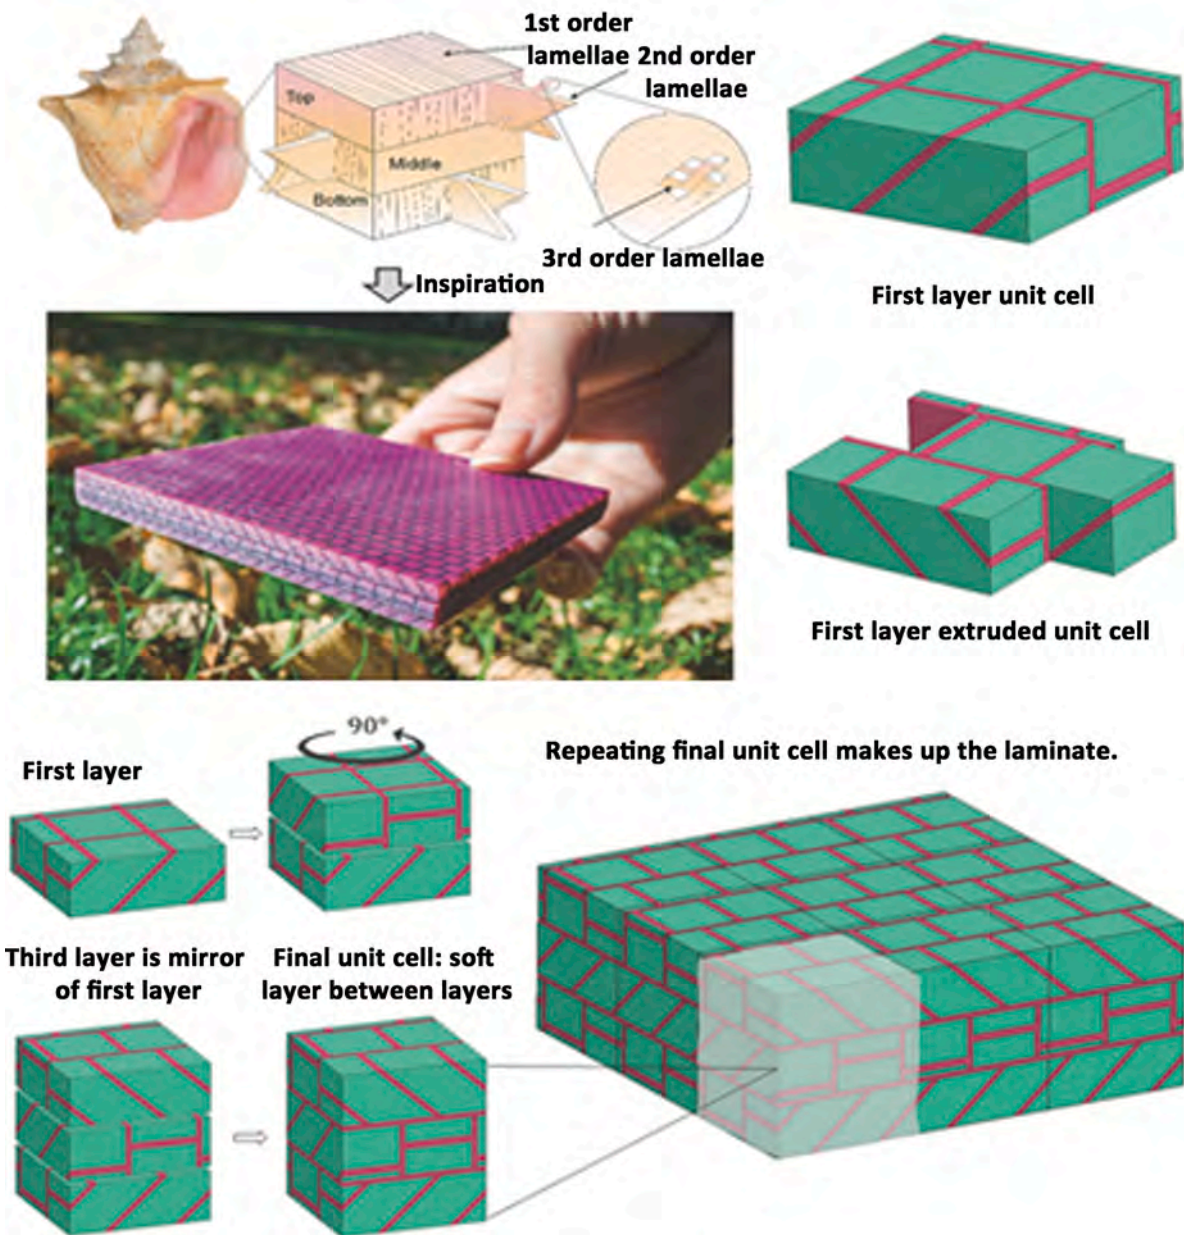 1st order
lamellae
2nd order
lamellae
Top
Middle
Bottom
3rd order lamellae
Inspiration
First layer unit cell
First layer extruded unit cell
90°
First layer
Repeating final unit cell makes up the laminate.
Third layer is mirror
of first layer
Final unit cell: soft
layer between layers